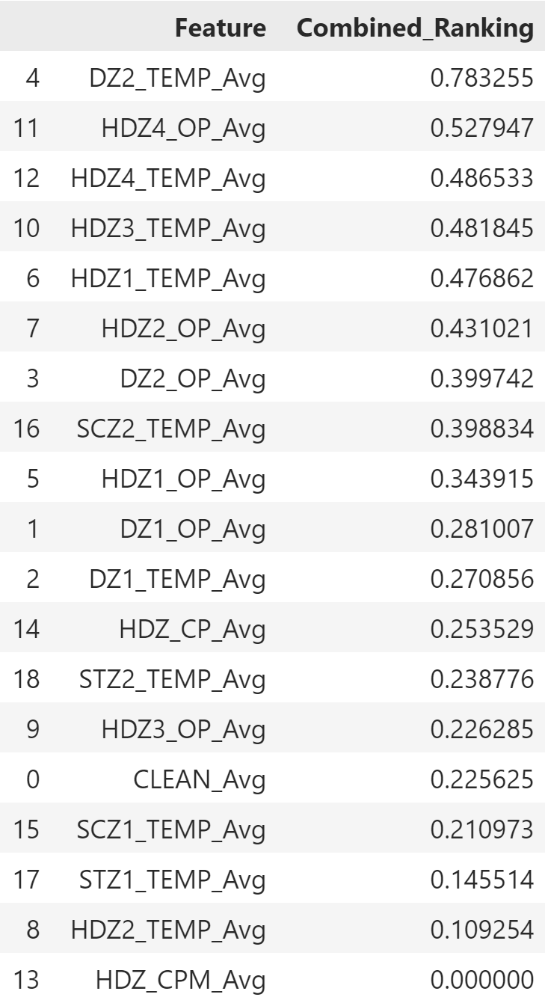 Feature Combined_Ranking
4 DZ2_TEMP_Avg 0.783255
11 HDZ4_OP_Avg 0.527947
12 HDZ4_TEMP_Avg 0.486533
10 HDZ3_TEMP_Avg 0.481845
6 HDZ1_TEMP_Avg 0.476862
7 HDZ2_OP_Avg 0.431021
3 DZ2_OP_Avg 0.399742
16 SCZ2_TEMP_Avg 0.398834
5 HDZ1_OP_Avg 0.343915
1 DZ1_OP_Avg 0.281007
2 DZ1_TEMP_Avg 0.270856
14 HDZ_CP_Avg 0.253529
18 STZ2_TEMP_Avg 0.238776
9 HDZ3_OP_Avg 0.226285
0 CLEAN_Avg 0.225625
15 SCZ1_TEMP_Avg 0.210973
17 STZ1_TEMP_Avg 0.145514
8 HDZ2_TEMP_Avg 0.109254
13 HDZ_CPM_Avg 0.000000